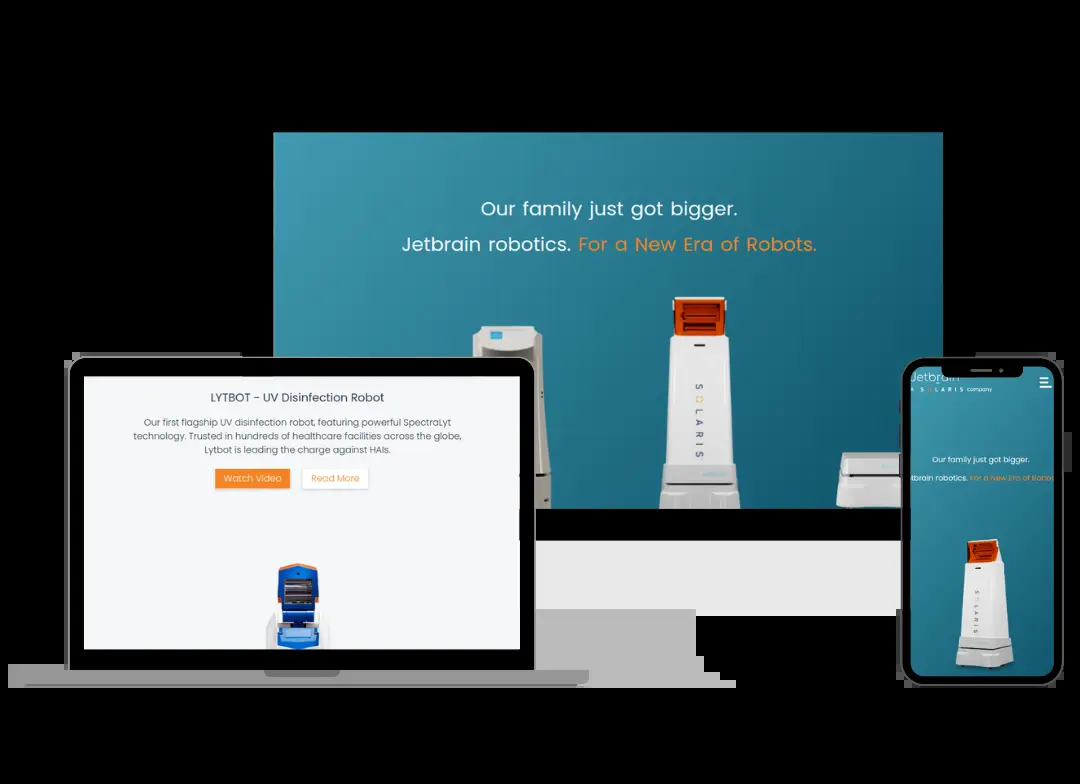 Our family just got bigger.
Jetbrain robotics. For a New Era of Robots.
SOLARIS
LYTBOT - UV Disinfection Robot
Our first flagship UV disinfection robot, featuring powerful SpectraLyt
technology. Trusted in hundreds of healthcare facilities across the globe,
Lytbot is leading the charge against HAIs.
Watch Video
Read More
Jetbrain
A SOLARIS company
Our family just got bigger.
tbrain robotics. For a New Era of Robot
SOLARIS